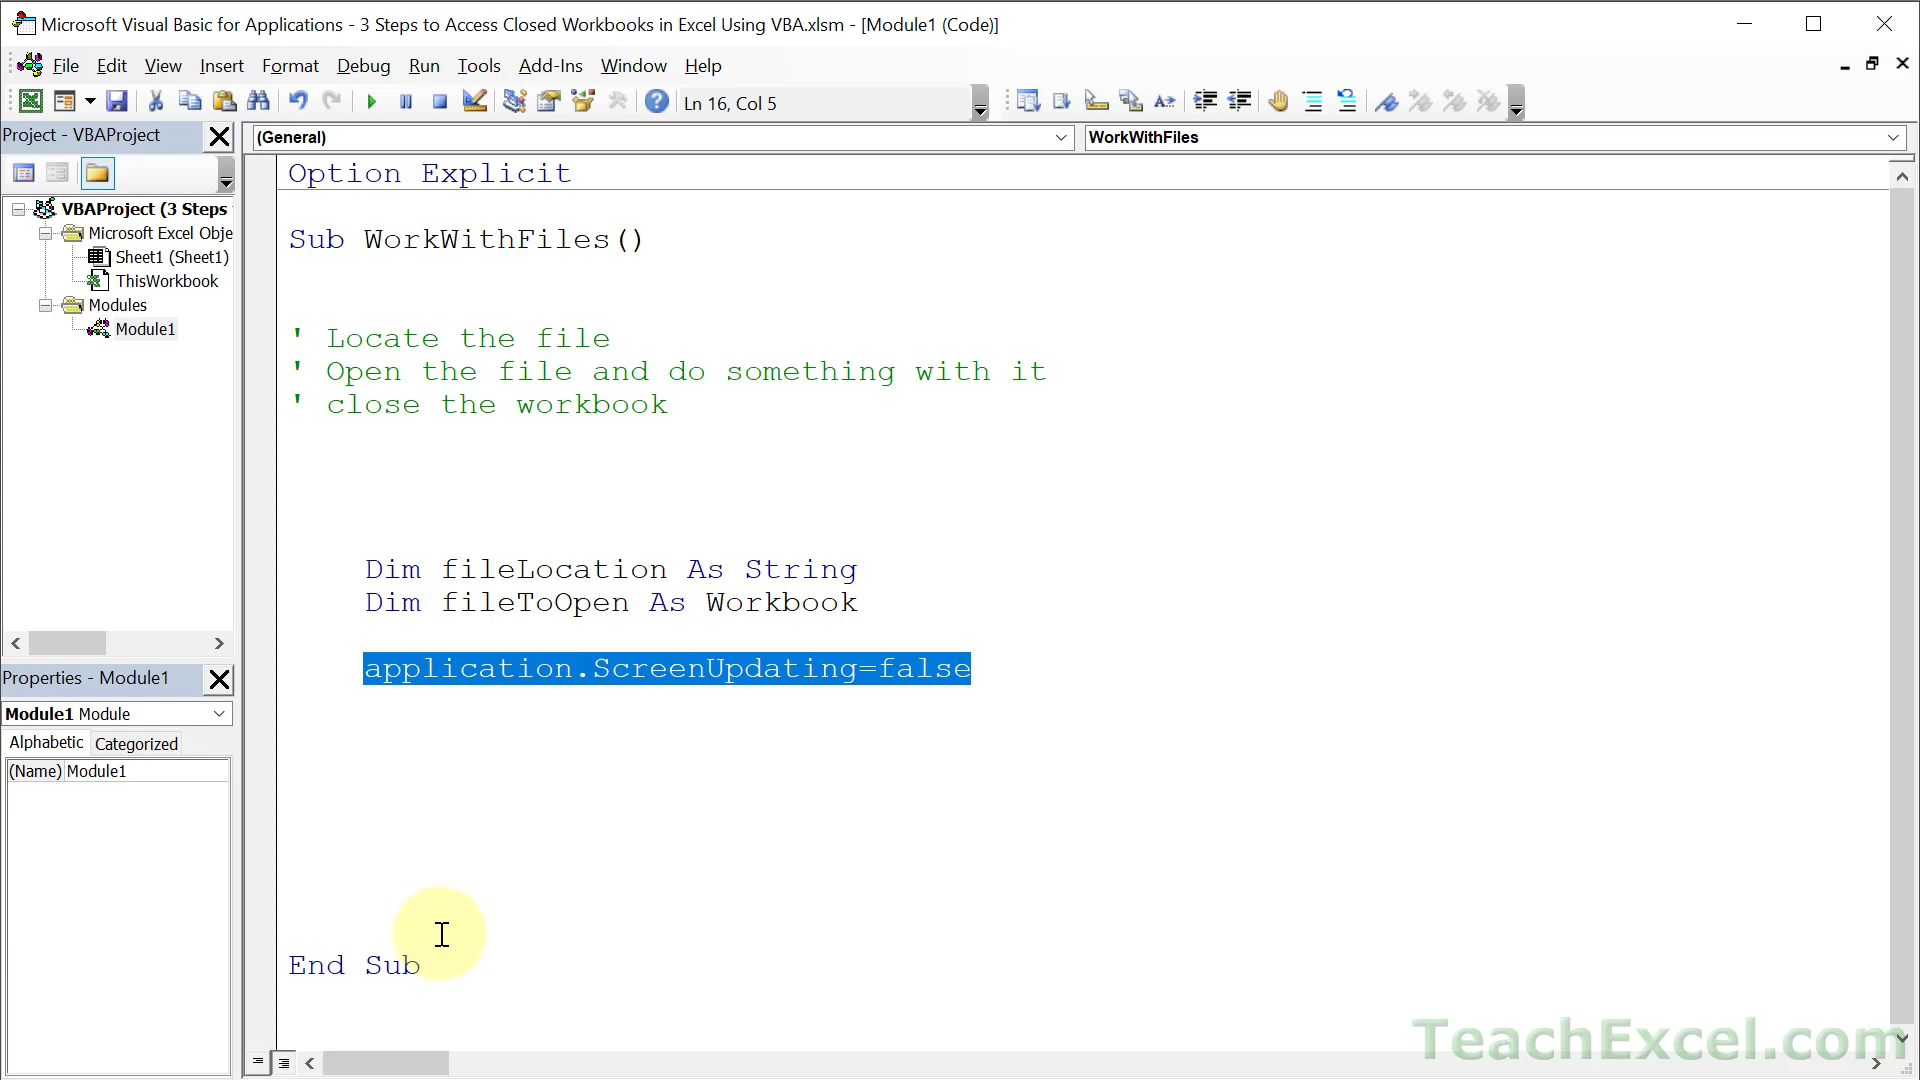 Microsoft Visual Basic for Applications - 3 Steps to Access Closed Workbooks in Excel Using VBA.xlsm - [Module1 (Code)]
File Edit View Insert Format Debug Run Tools Add-Ins Window Help
Ln 16, Col 5
Project - VBAProject
(General) WorkWithFiles
VBAProject (3 Steps
Microsoft Excel Obje
Sheet1 (Sheet1)
ThisWorkbook
Modules
Module1
Properties - Module1
Module1 Module
Alphabetic Categorized
(Name) Module1
Option Explicit
Sub WorkWithFiles()
' Locate the file
' Open the file and do something with it
' close the workbook
Dim fileLocation As String
Dim fileToOpen As Workbook
application.ScreenUpdating=false
End Sub
TeachExcel.com